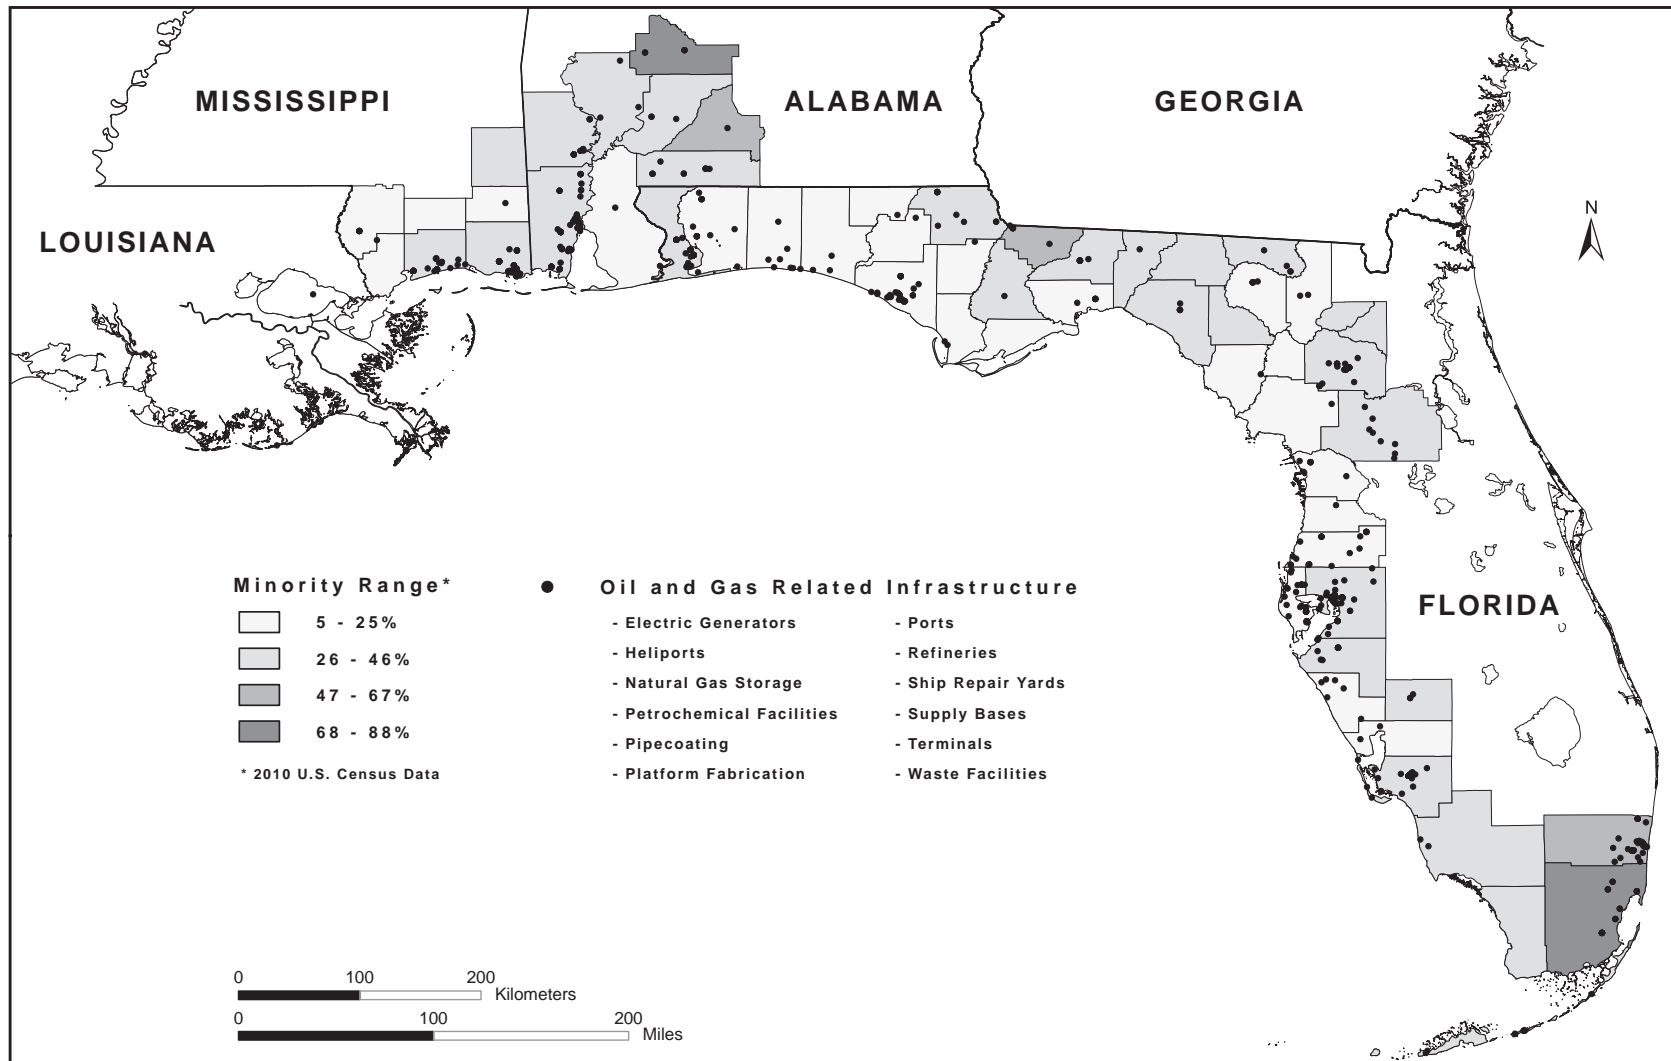 MISSISSIPPI
ALABAMA
GEORGIA
LOUISIANA
N
FLORIDA
Minority Range*
5 - 25%
26 - 46%
47 - 67%
68 - 88%
* 2010 U.S. Census Data
Oil and Gas Related Infrastructure
- Electric Generators
- Heliports
- Natural Gas Storage
- Petrochemical Facilities
- Pipecoating
- Platform Fabrication
- Ports
- Refineries
- Ship Repair Yards
- Supply Bases
- Terminals
- Waste Facilities
0 100 200
Kilometers
0 100 200
Miles